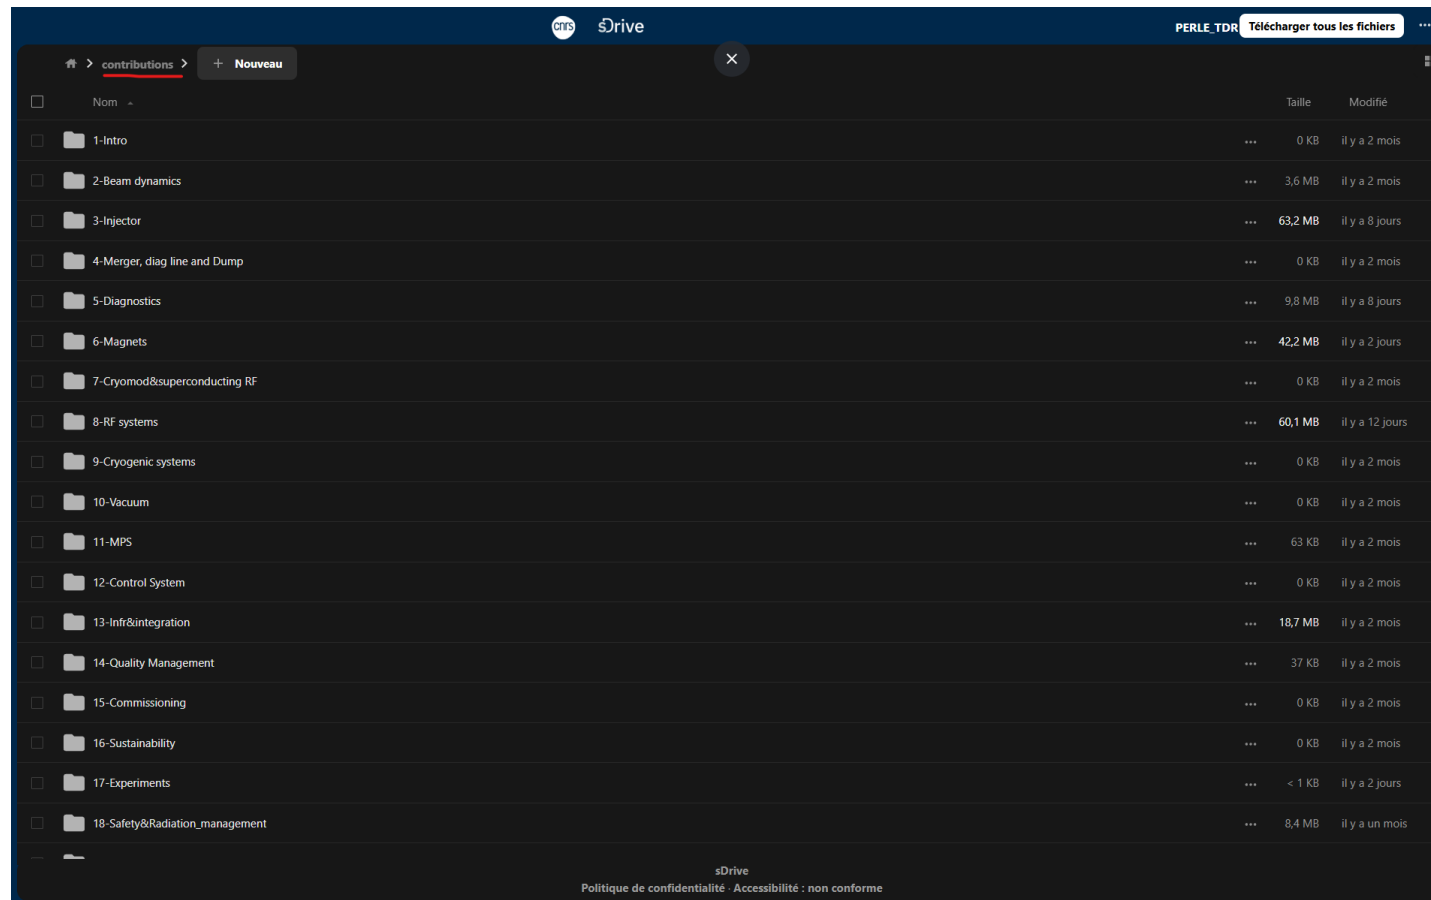 cnrs sDrive PERLE_TDR Télécharger tous les fichiers ...
contributions + Nouveau
Nom Taille Modifié
1-Intro ... 0 KB il y a 2 mois
2-Beam dynamics ... 3,6 MB il y a 2 mois
3-Injector ... 63,2 MB il y a 8 jours
4-Merger, diag line and Dump ... 0 KB il y a 2 mois
5-Diagnostics ... 9,8 MB il y a 8 jours
6-Magnets ... 42,2 MB il y a 2 jours
7-Cryomod&superconducting RF ... 0 KB il y a 2 mois
8-RF systems ... 60,1 MB il y a 12 jours
9-Cryogenic systems ... 0 KB il y a 2 mois
10-Vacuum ... 0 KB il y a 2 mois
11-MPS ... 63 KB il y a 2 mois
12-Control System ... 0 KB il y a 2 mois
13-Infr&integration ... 18,7 MB il y a 2 mois
14-Quality Management ... 37 KB il y a 2 mois
15-Commissioning ... 0 KB il y a 2 mois
16-Sustainability ... 0 KB il y a 2 mois
17-Experiments ... < 1 KB il y a 2 jours
18-Safety&Radiation_management ... 8,4 MB il y a un mois
sDrive
Politique de confidentialité · Accessibilité : non conforme